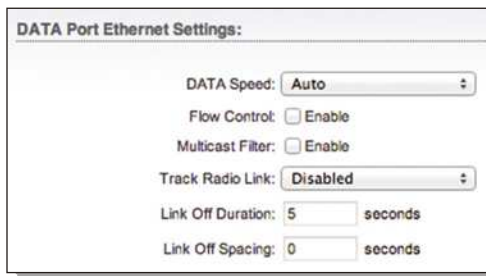 DATA Port Ethernet Settings:
DATA Speed: Auto
Flow Control: Enable
Multicast Filter: Enable
Track Radio Link: Disabled
Link Off Duration: 5 seconds
Link Off Spacing: 0 seconds